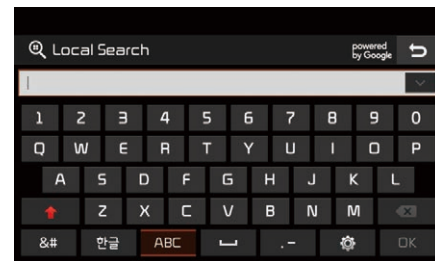 Local Search
powered
by Google
1 2 3 4 5 6 7 8 9 0
Q W E R T Y U I O P
A S D F G H J K L
Z X C V B N M
&# 한글 ABC .- OK